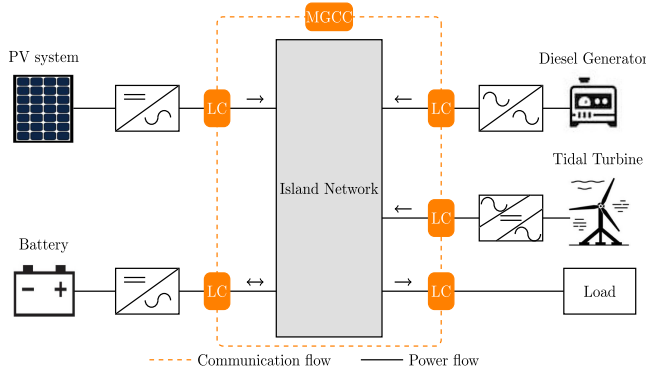 MGCC
PV system
Diesel Generator
LC
→
←
LC
Tidal Turbine
Island Network
←
LC
Battery
LC
↔
→
LC
Load
Communication flow
Power flow